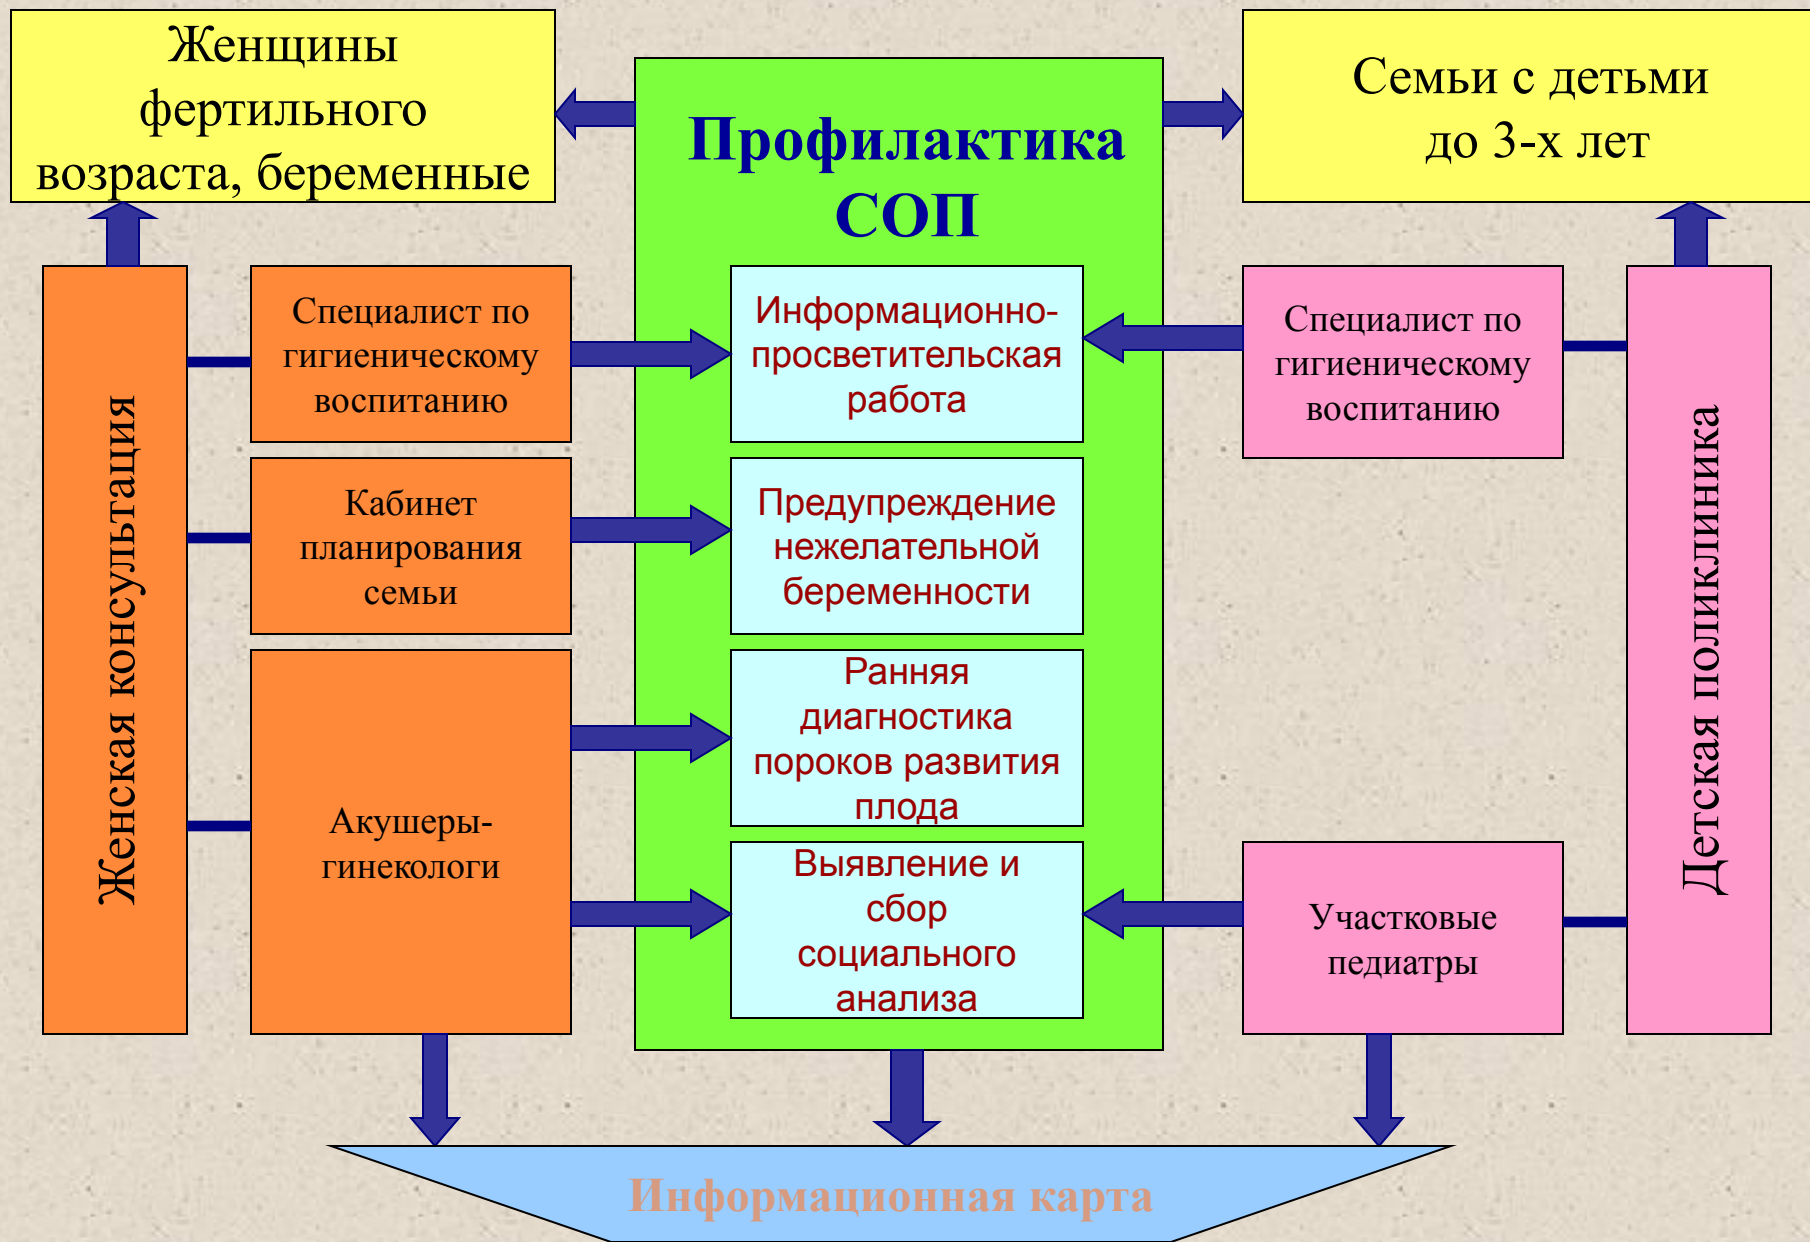 Женщины
фертильного
возраста, беременные
Профилактика
СОП
Семьи с детьми
до 3-х лет
Женская консультация
Специалист по
гигиеническому
воспитанию
Информационно-
просветительская
работа
Специалист по
гигиеническому
воспитанию
Детская поликлиника
Кабинет
планирования
семьи
Предупреждение
нежелательной
беременности
Акушеры-
гинекологи
Ранняя
диагностика
пороков развития
плода
Выявление и
сбор
социального
анализа
Участковые
педиатры
Информационная карта